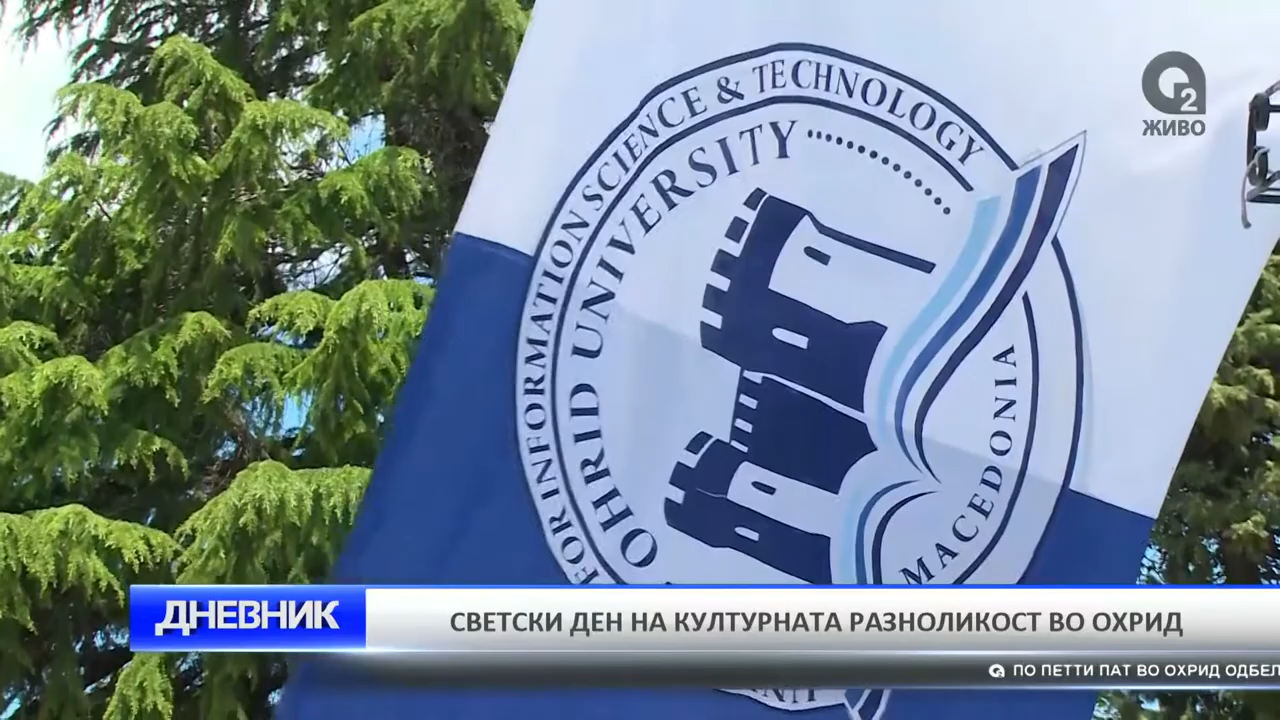 2
ЖИВО
FOR INFORMATION SCIENCE & TECHNOLOGY
OHRID UNIVERSITY
MACEDONIA
ДНЕВНИК
СВЕТСКИ ДЕН НА КУЛТУРНАТА РАЗНОЛИКОСТ ВО ОХРИД
ПО ПЕТТИ ПАТ ВО ОХРИД ОДБЕЛ